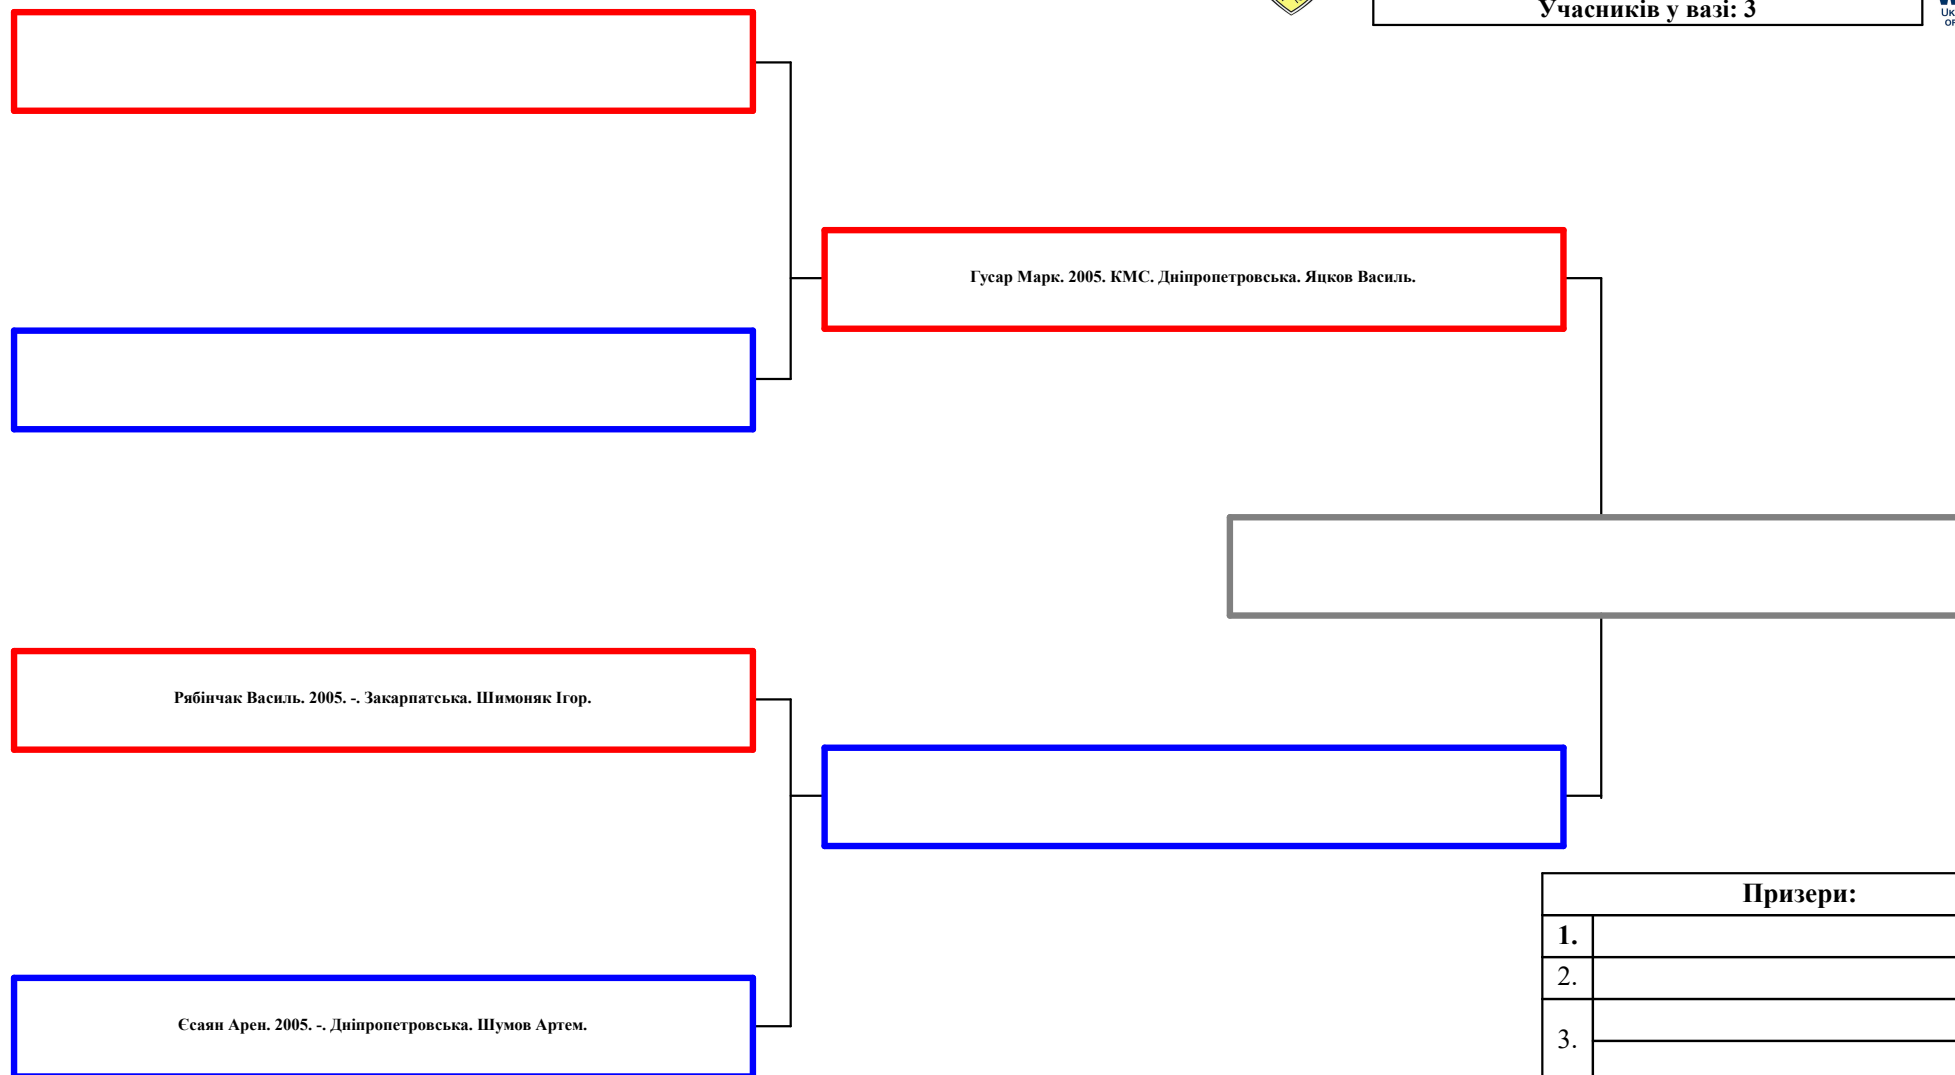 Учасників у вазі: 3
Гусар Марк. 2005. КМС. Дніпропетровська. Яцков Василь.
Рябінчак Василь. 2005. -. Закарпатська. Шимоняк Ігор.
Єсаян Арен. 2005. -. Дніпропетровська. Шумов Артем.
Призери:
1.
2.
3.